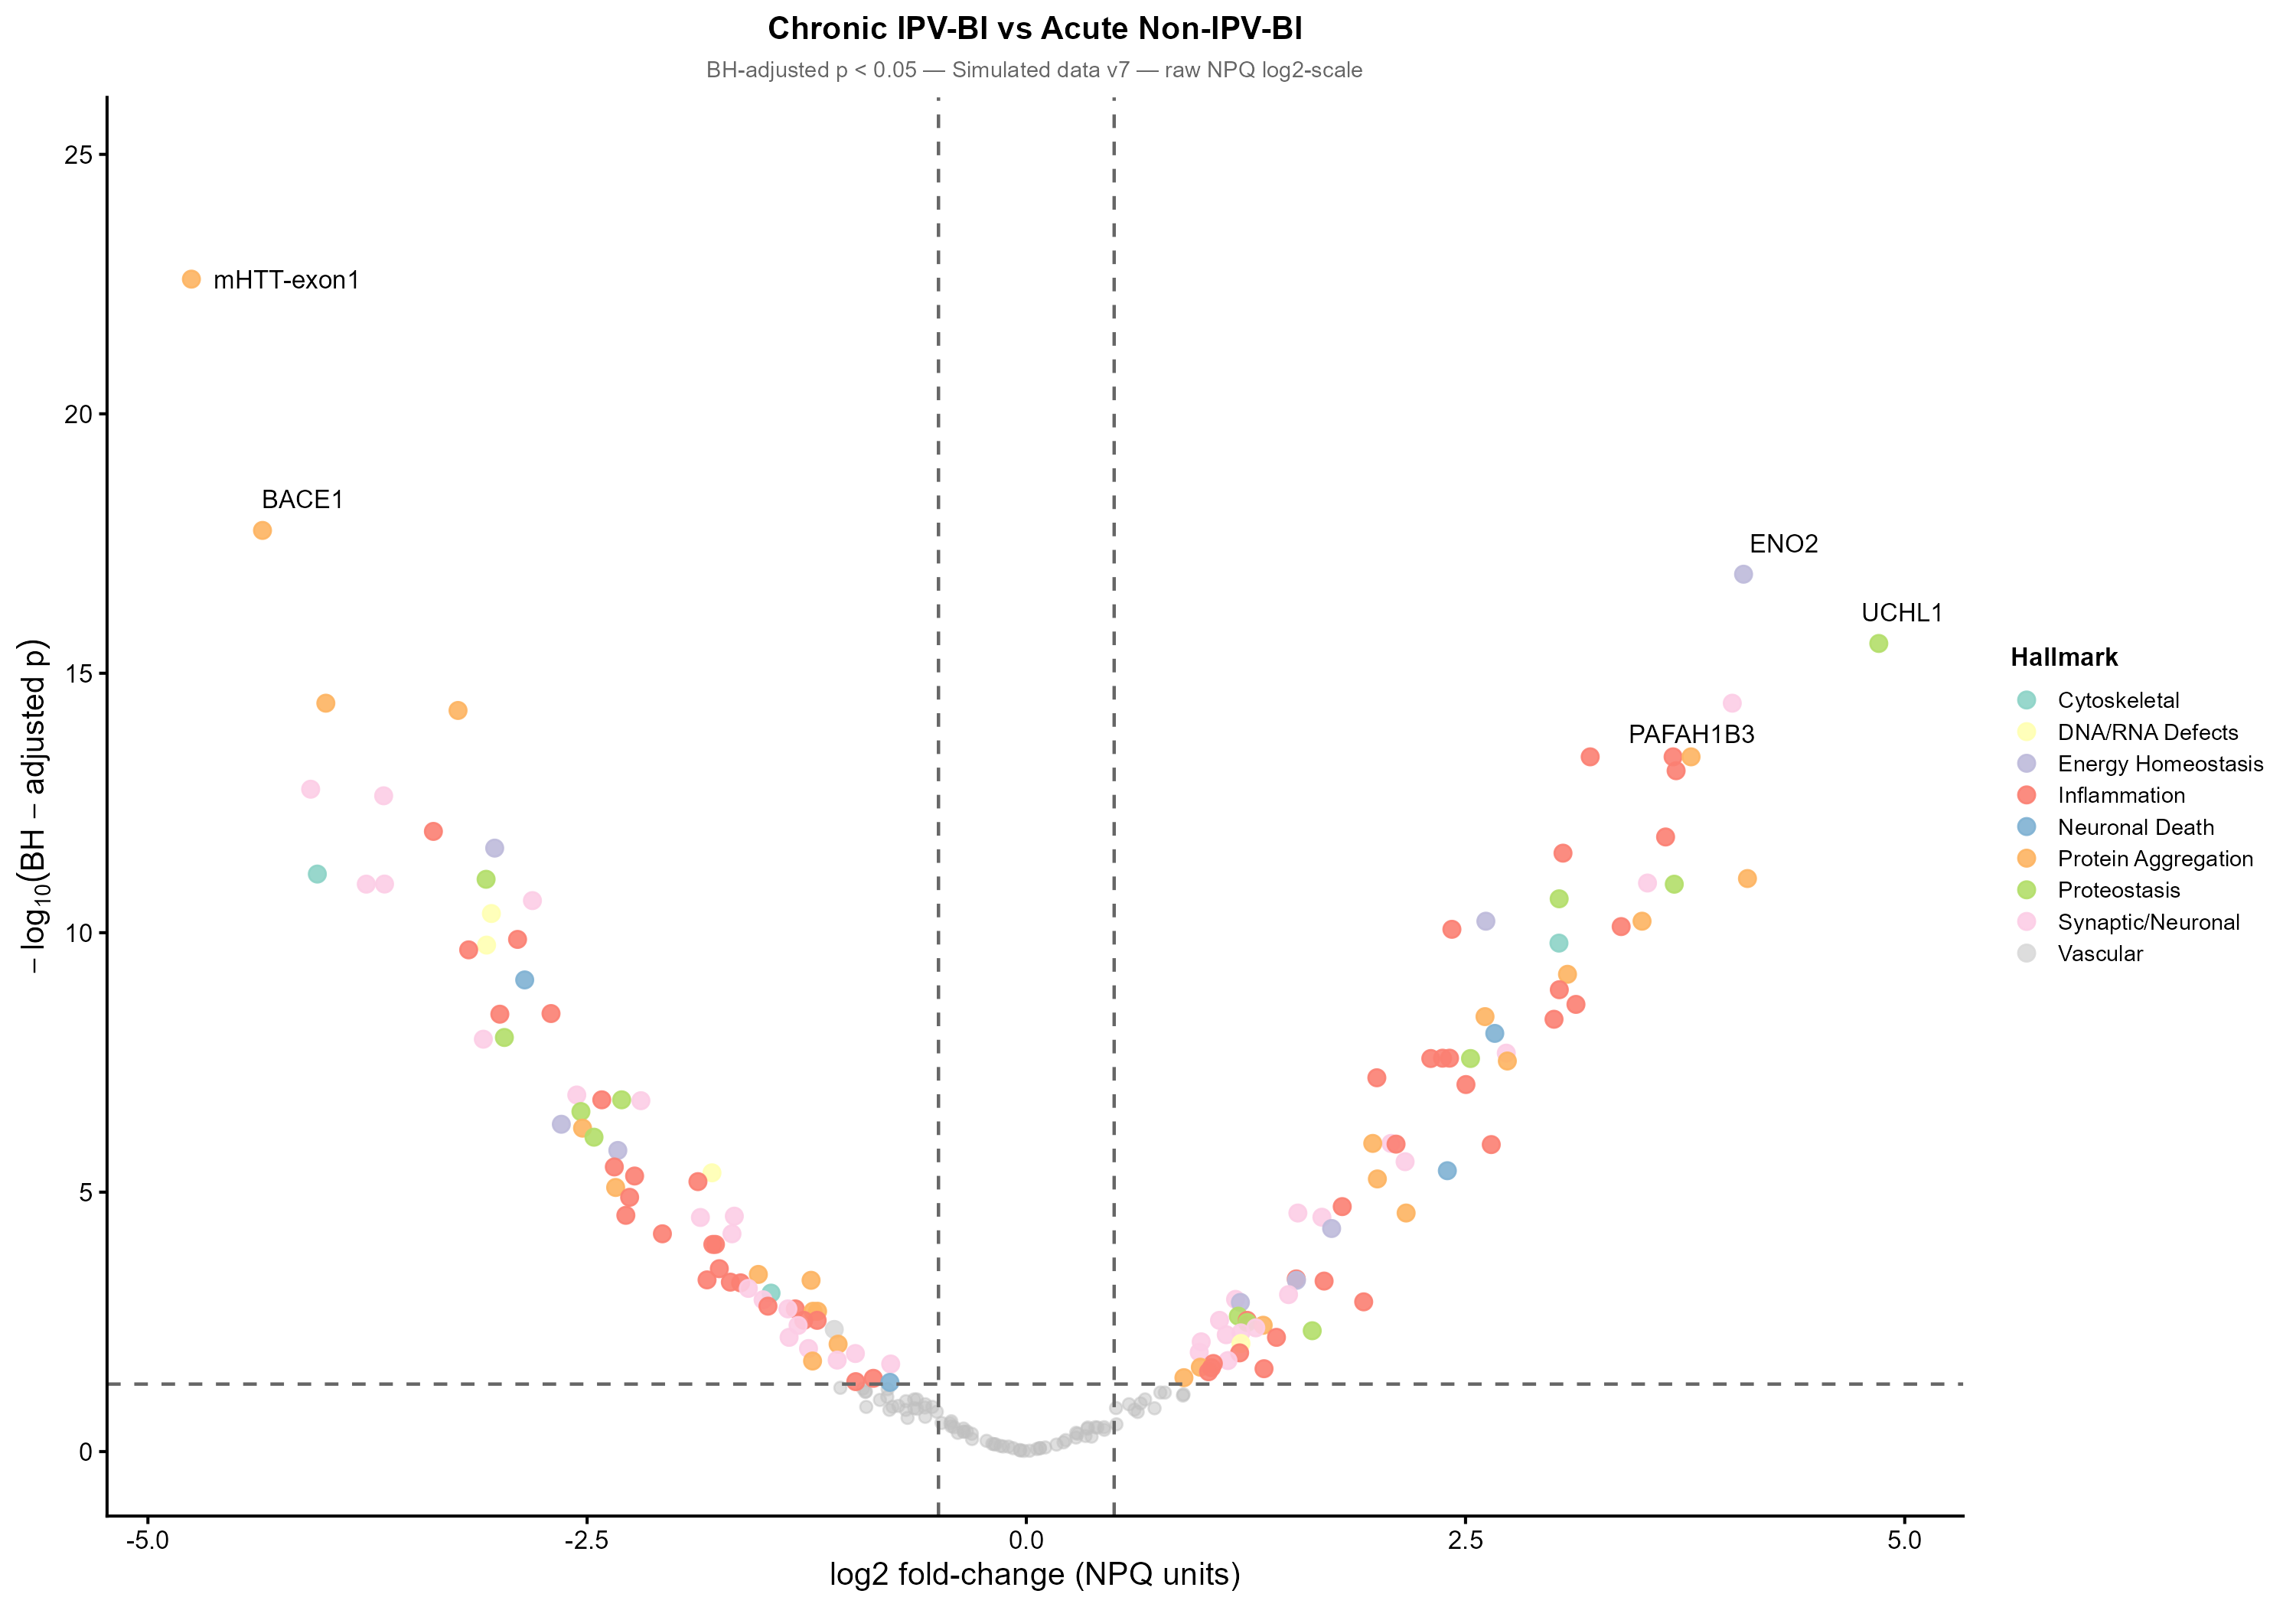 Chronic IPV-BI vs Acute Non-IPV-BI
BH-adjusted p < 0.05 — Simulated data v7 — raw NPQ log2-scale
25
20
15
10
5
0
− log10(BH − adjusted p)
mHTT-exon1
BACE1
ENO2
UCHL1
PAFAH1B3
-5.0
-2.5
0.0
2.5
5.0
log2 fold-change (NPQ units)
Hallmark
Cytoskeletal
DNA/RNA Defects
Energy Homeostasis
Inflammation
Neuronal Death
Protein Aggregation
Proteostasis
Synaptic/Neuronal
Vascular